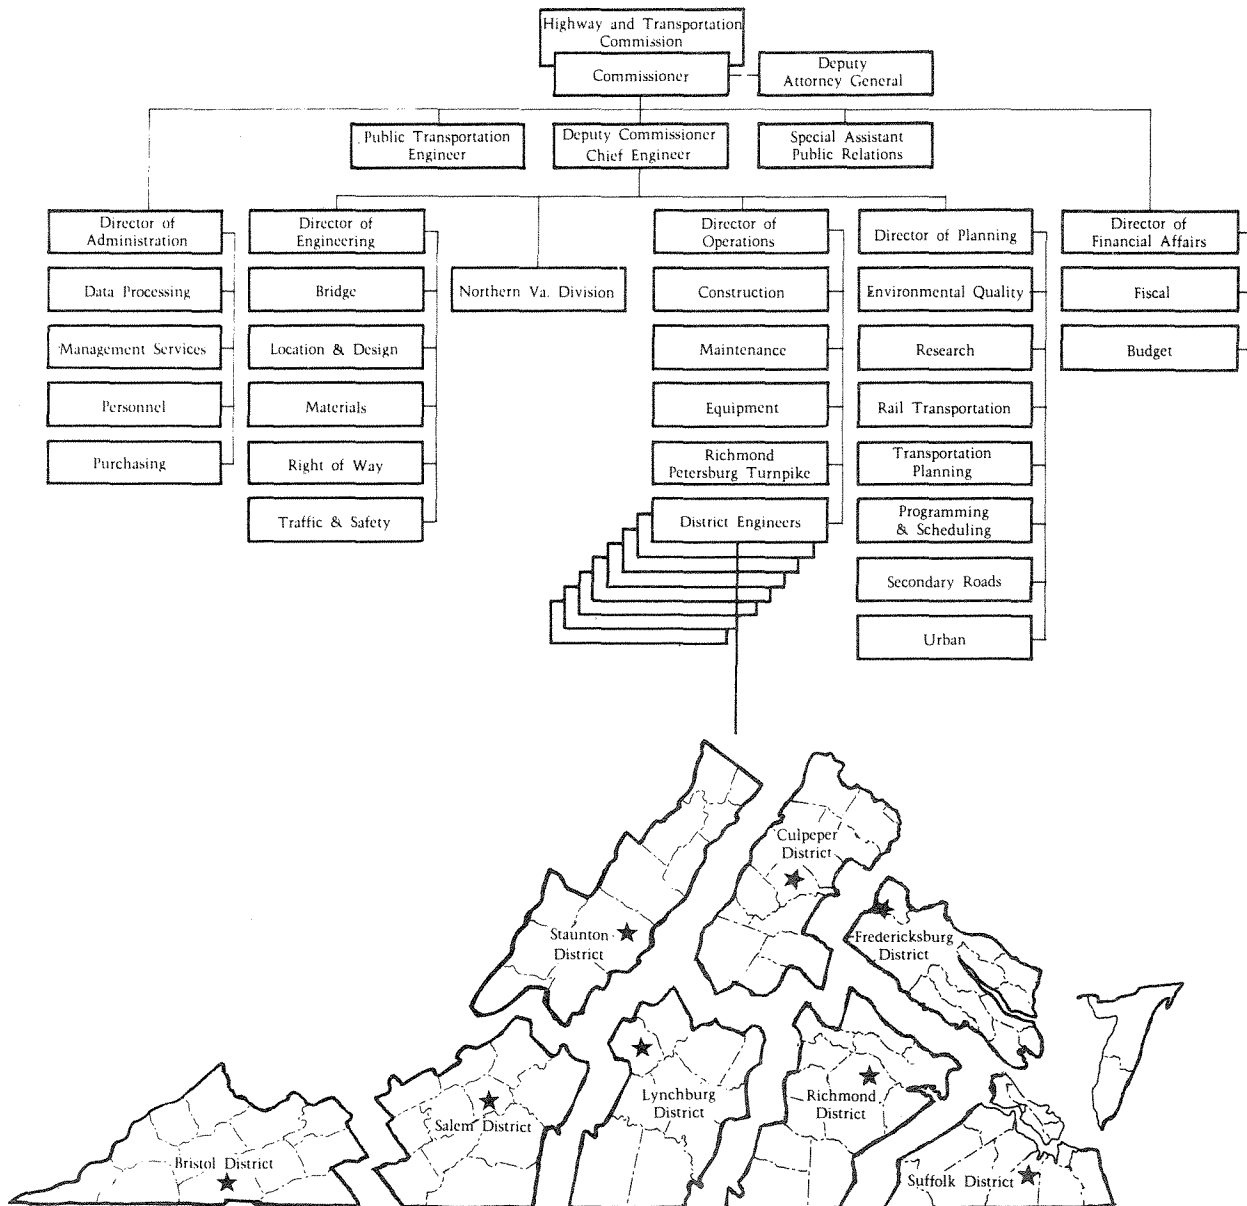 Highway and Transportation
Commission
Commissioner
Deputy
Attorney General
Public Transportation
Engineer
Deputy Commissioner
Chief Engineer
Special Assistant
Public Relations
Director of
Administration
Data Processing
Management Services
Personnel
Purchasing
Director of
Engineering
Bridge
Location & Design
Materials
Right of Way
Traffic & Safety
Northern Va. Division
Director of
Operations
Construction
Maintenance
Equipment
Richmond
Petersburg Turnpike
District Engineers
Director of Planning
Environmental Quality
Research
Rail Transportation
Transportation
Planning
Programming
& Scheduling
Secondary Roads
Urban
Director of
Financial Affairs
Fiscal
Budget
Culpeper
District
Staunton
District
Fredericksburg
District
Lynchburg
District
Richmond
District
Salem District
Bristol District
Suffolk District